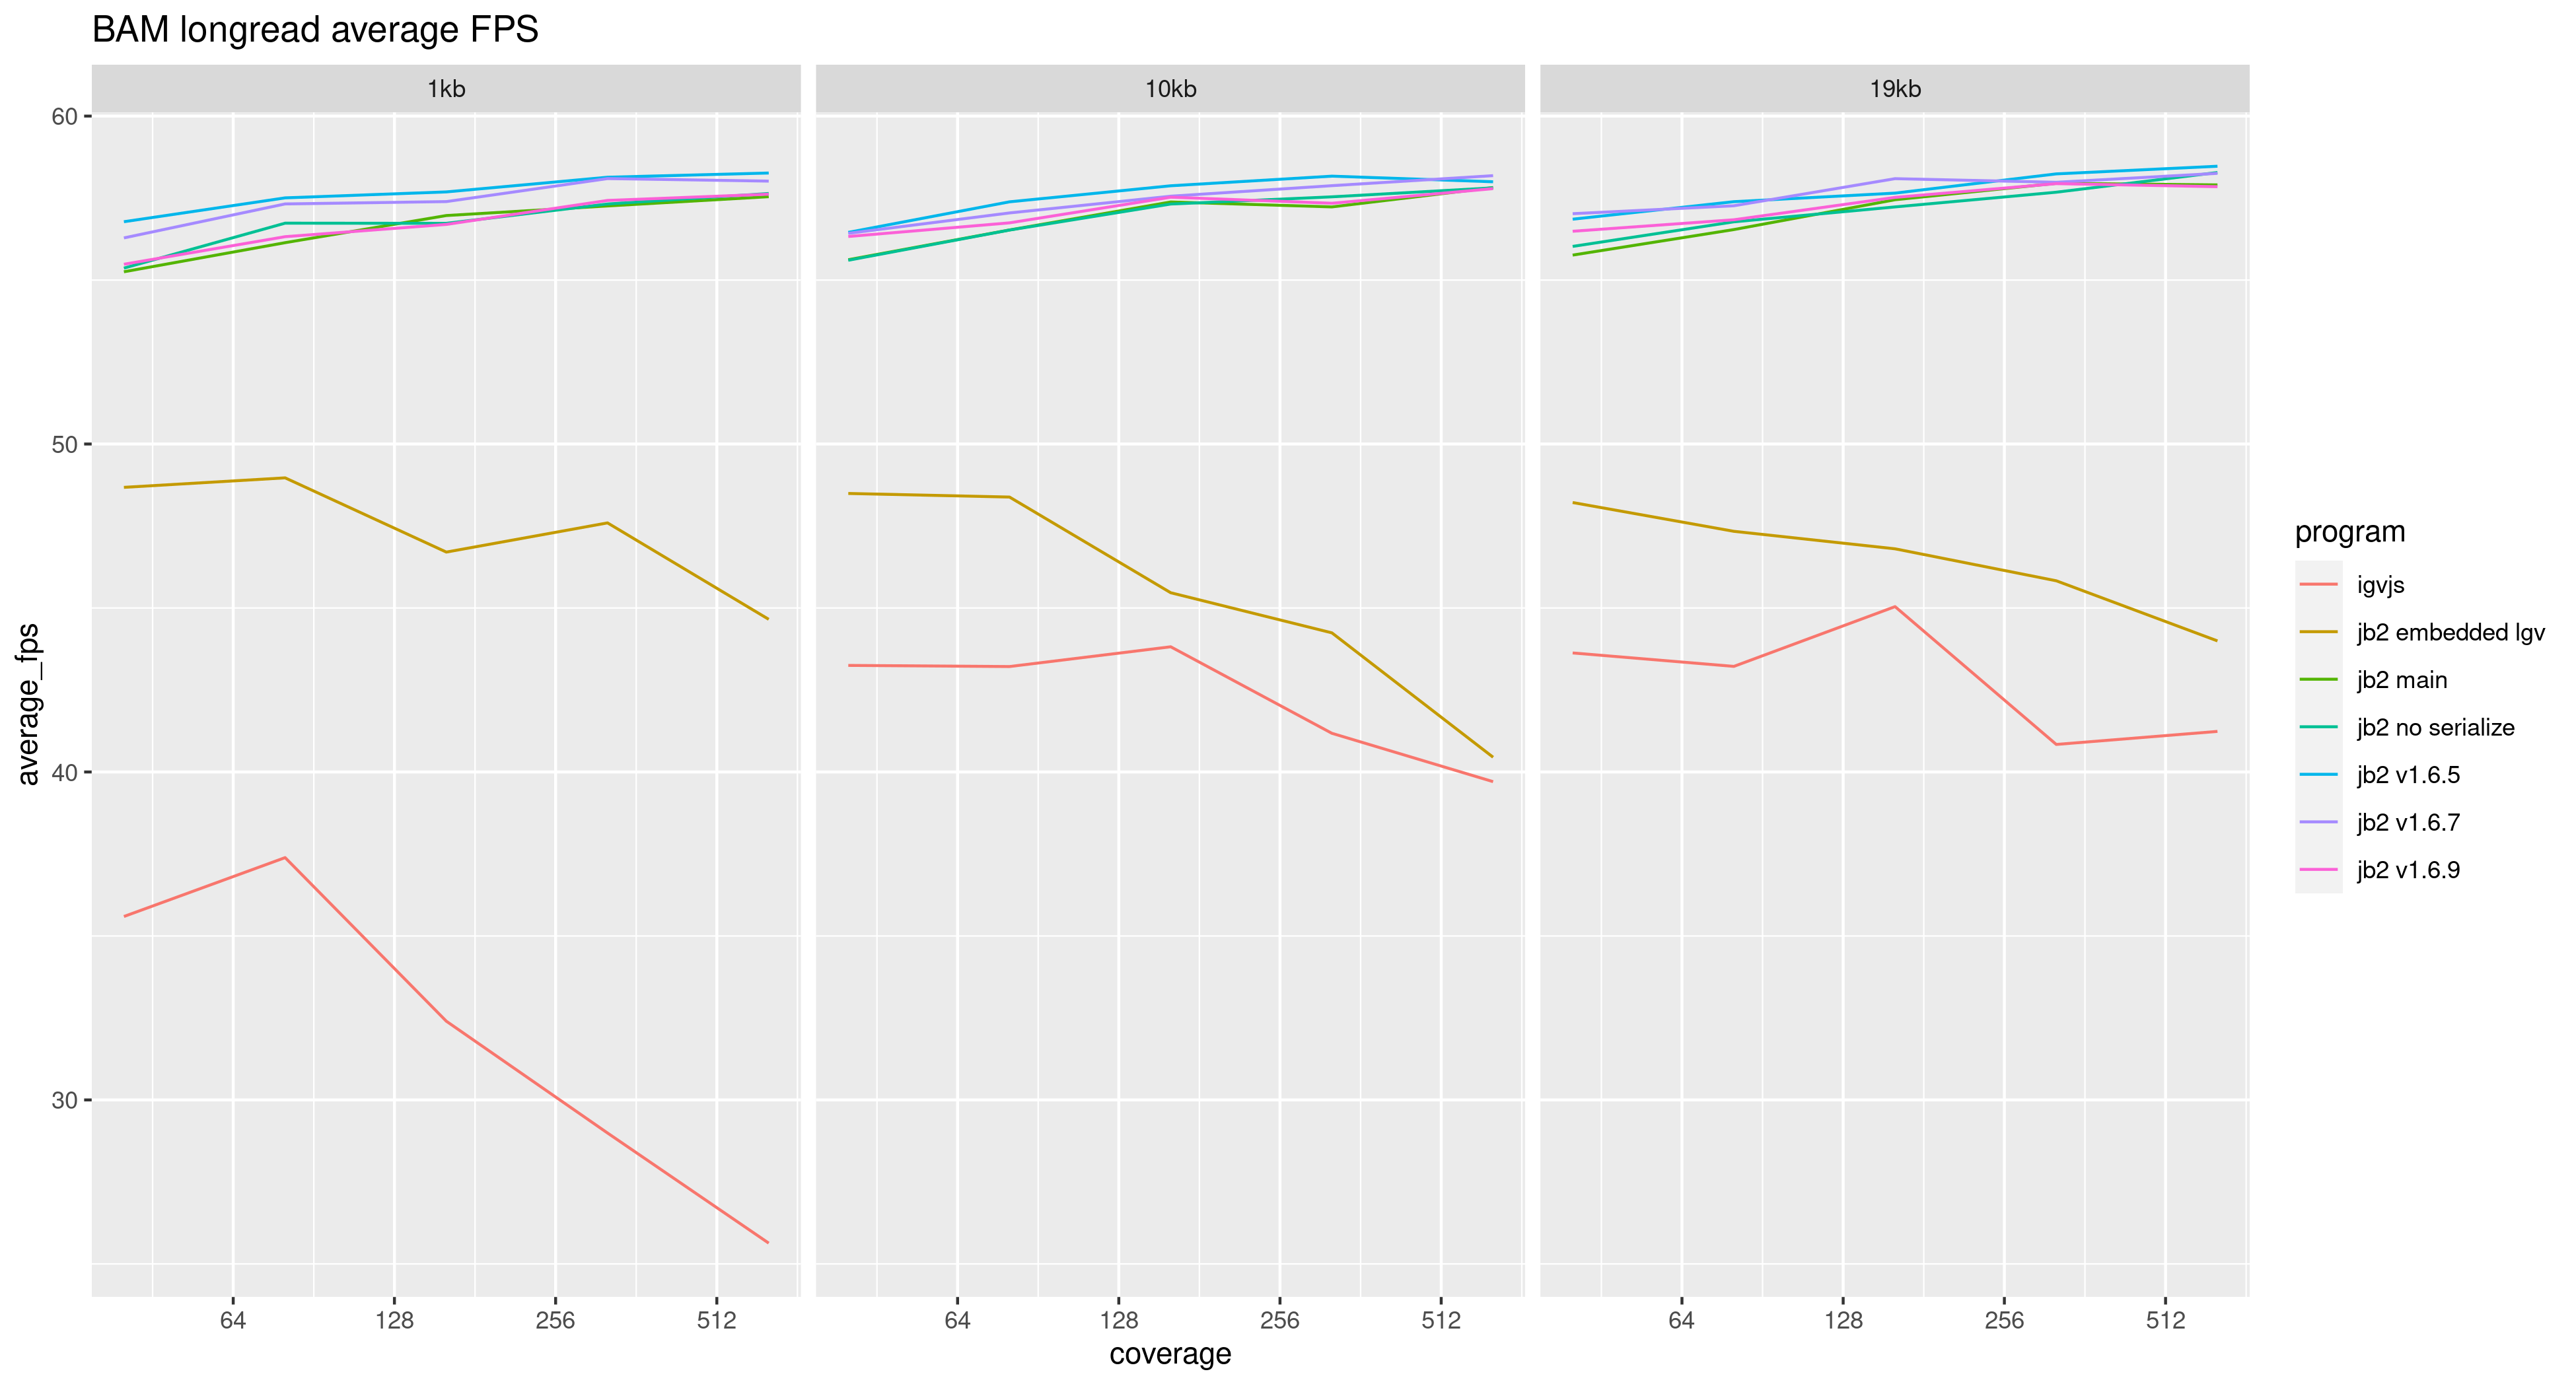 BAM longread average FPS
1kb
10kb
19kb
60
50
40
30
average_fps
64
128
256
512
64
128
256
512
64
128
256
512
coverage
program
igvjs
jb2 embedded lgv
jb2 main
jb2 no serialize
jb2 v1.6.5
jb2 v1.6.7
jb2 v1.6.9